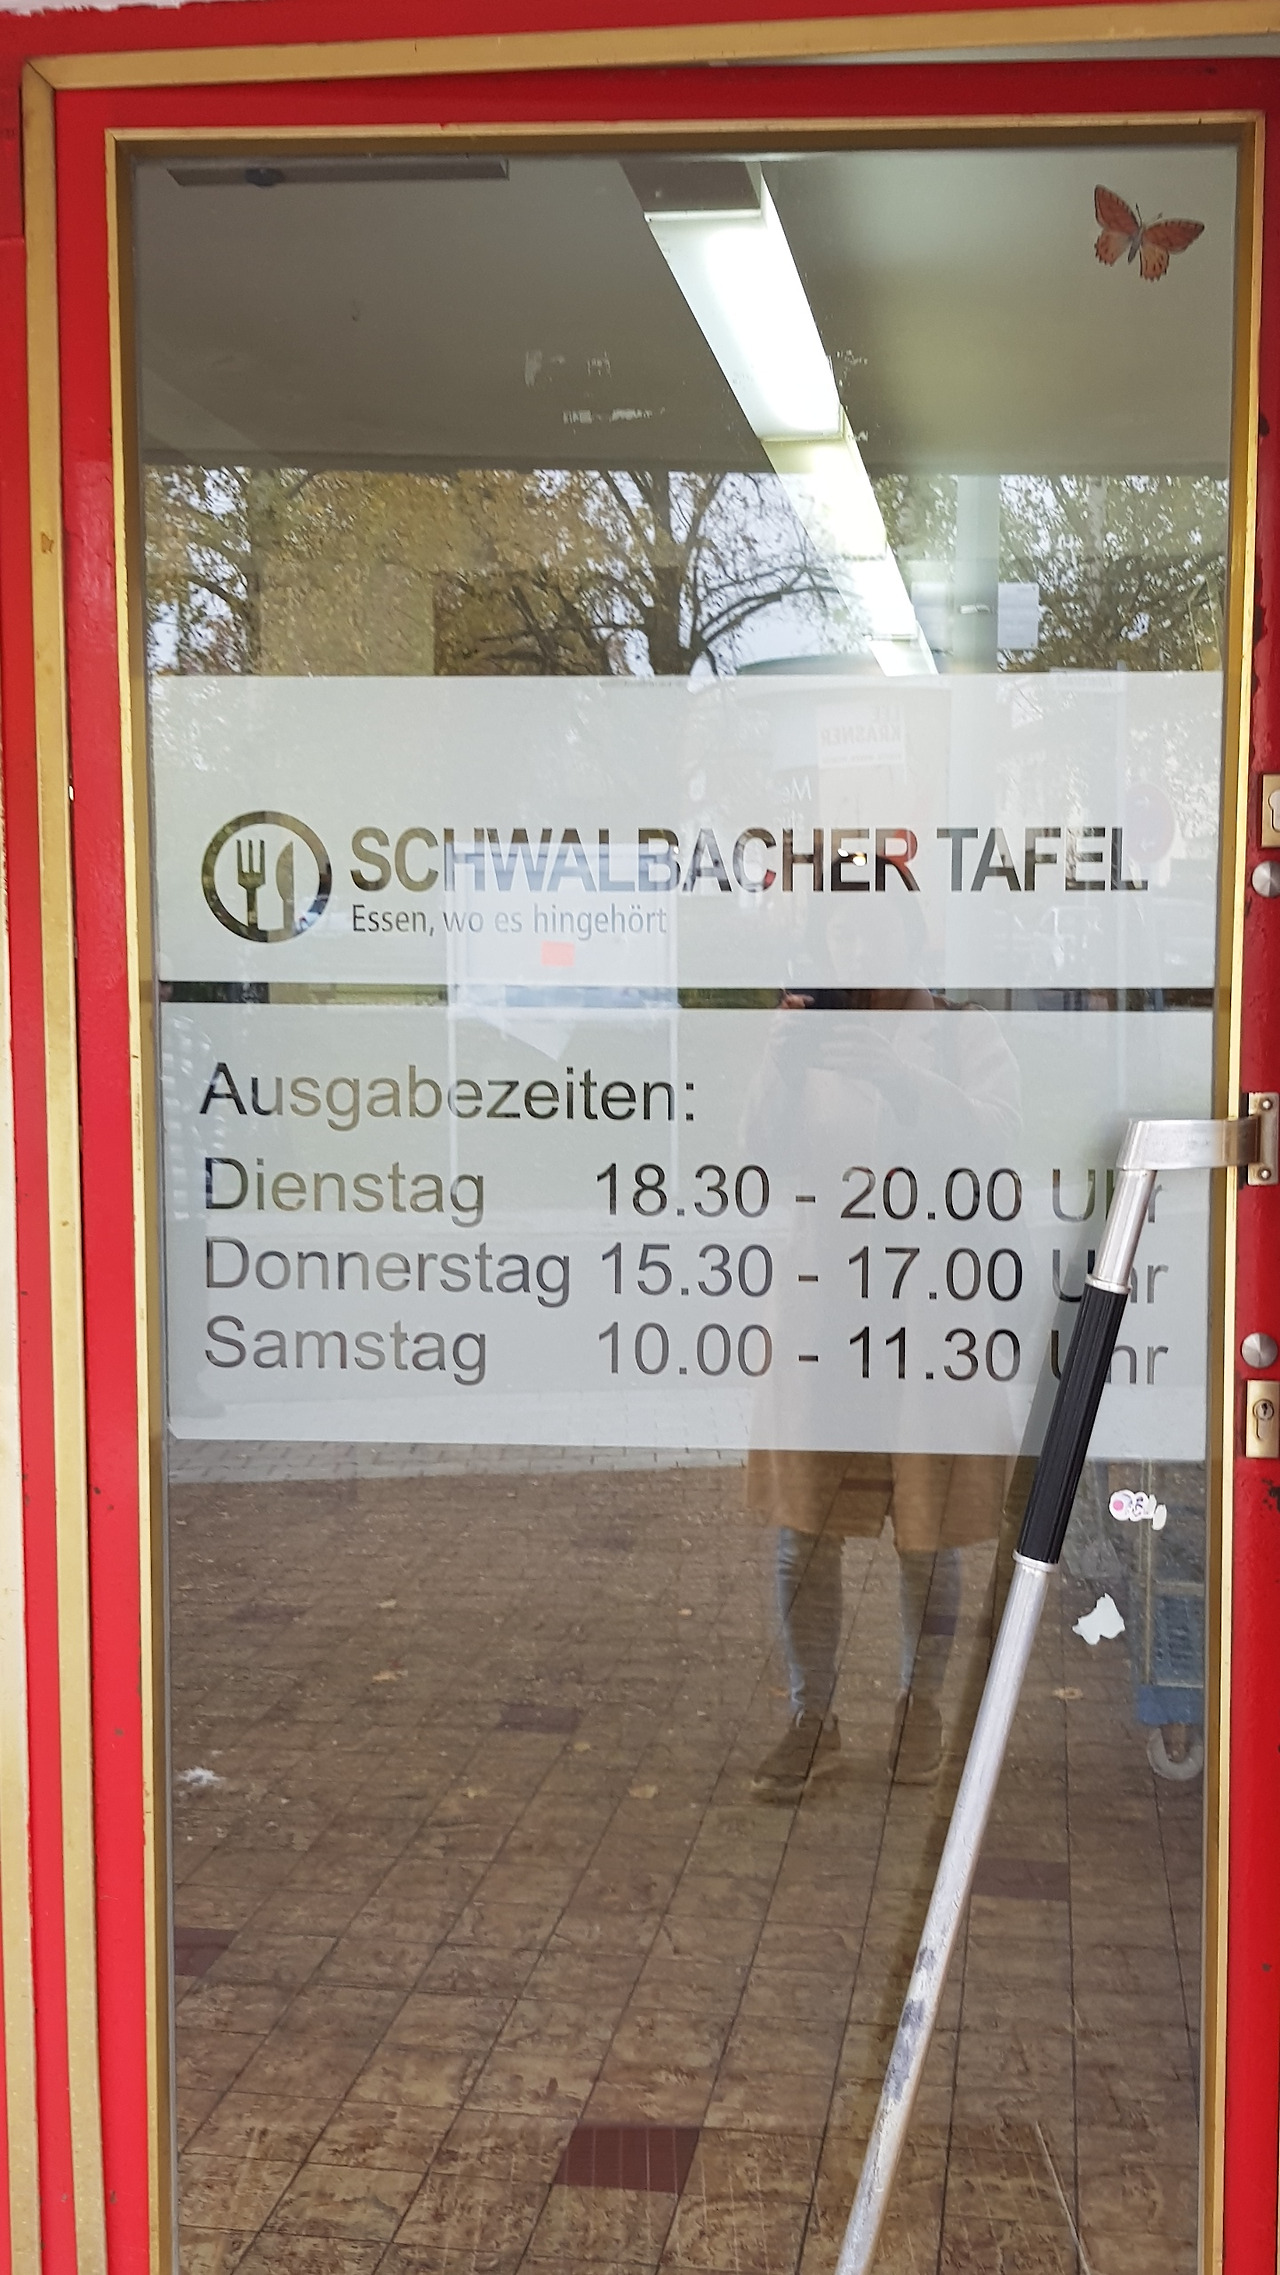 KRASNER
SCHWALBACHER TAFEL
Essen, wo es hingehört
Ausgabezeiten:
Dienstag 18.30 - 20.00 Uhr
Donnerstag 15.30 - 17.00 Uhr
Samstag 10.00 - 11.30 Uhr